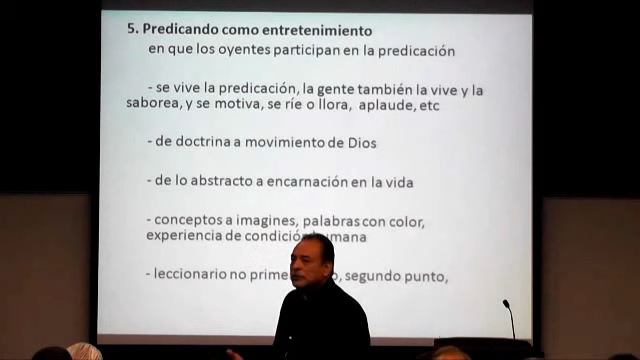 5. Predicando como entretenimiento
en que los oyentes participan en la predicación
- se vive la predicación, la gente también la vive y la
saborea, y se motiva, se ríe o llora, aplaude, etc
- de doctrina a movimiento de Dios
- de lo abstracto a encarnación en la vida
- conceptos a imagines, palabras con color,
experiencia de condición
- leccionario no segundo punto,